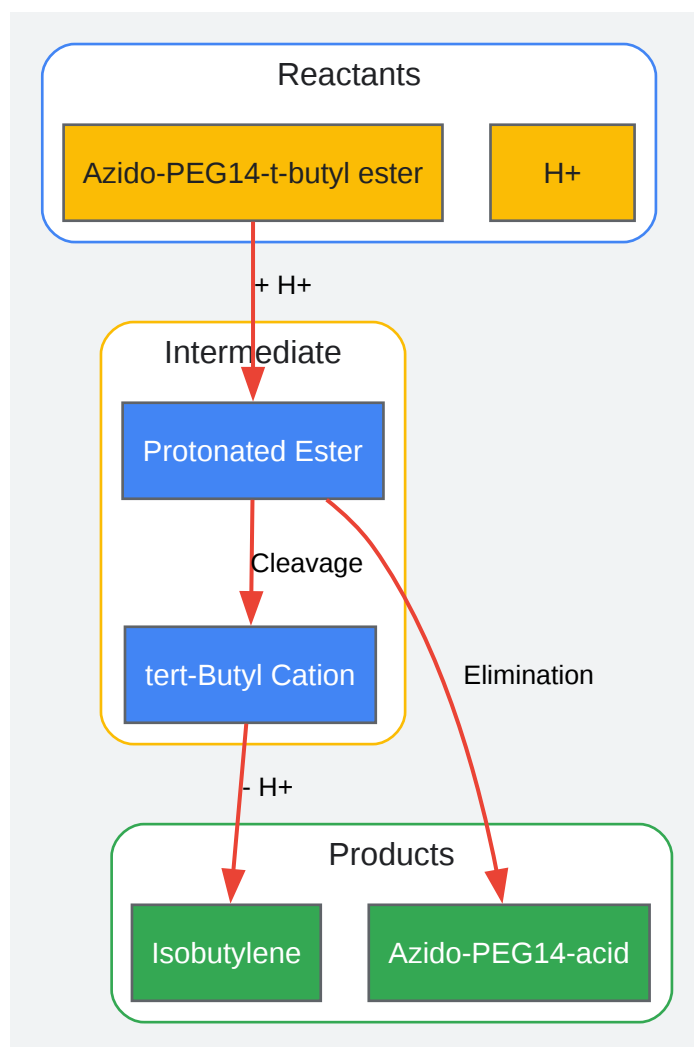 Reactants
Azido-PEG14-t-butyl ester
H+
+ H+
Intermediate
Protonated Ester
Cleavage
tert-Butyl Cation
Elimination
- H+
Products
Isobutylene
Azido-PEG14-acid